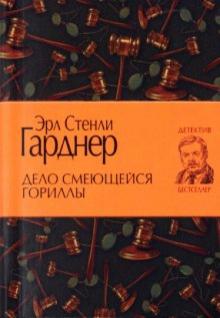 Эрл Стенли
Гарднер
ДЕЛО СМЕЮЩЕЙСЯ
ГОРИЛЛЫ
ДЕТЕКТИВ
БЕСТСЕЛЛЕР